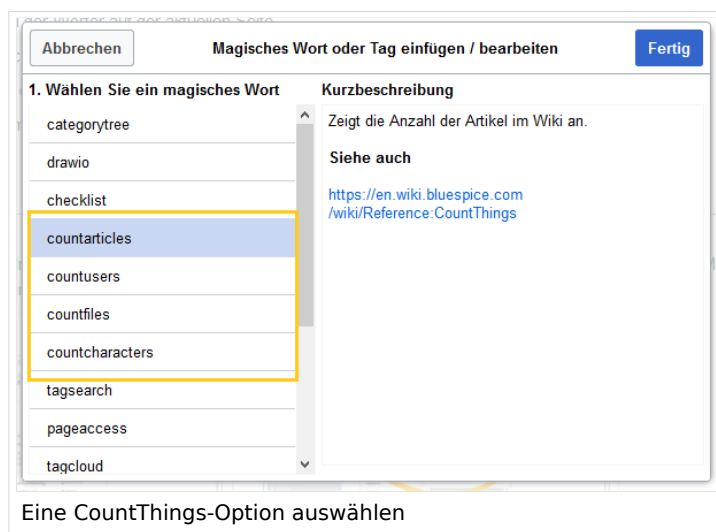 Abbrechen
Magisches Wort oder Tag einfügen / bearbeiten
Fertig
1. Wählen Sie ein magisches Wort
categorytree
drawio
checklist
countarticles
countusers
countfiles
countcharacters
tagsearch
pageaccess
tagcloud
Kurzbeschreibung
Zeigt die Anzahl der Artikel im Wiki an.
Siehe auch
https://en.wiki.bluespice.com
/wiki/Reference:CountThings
Eine CountThings-Option auswählen